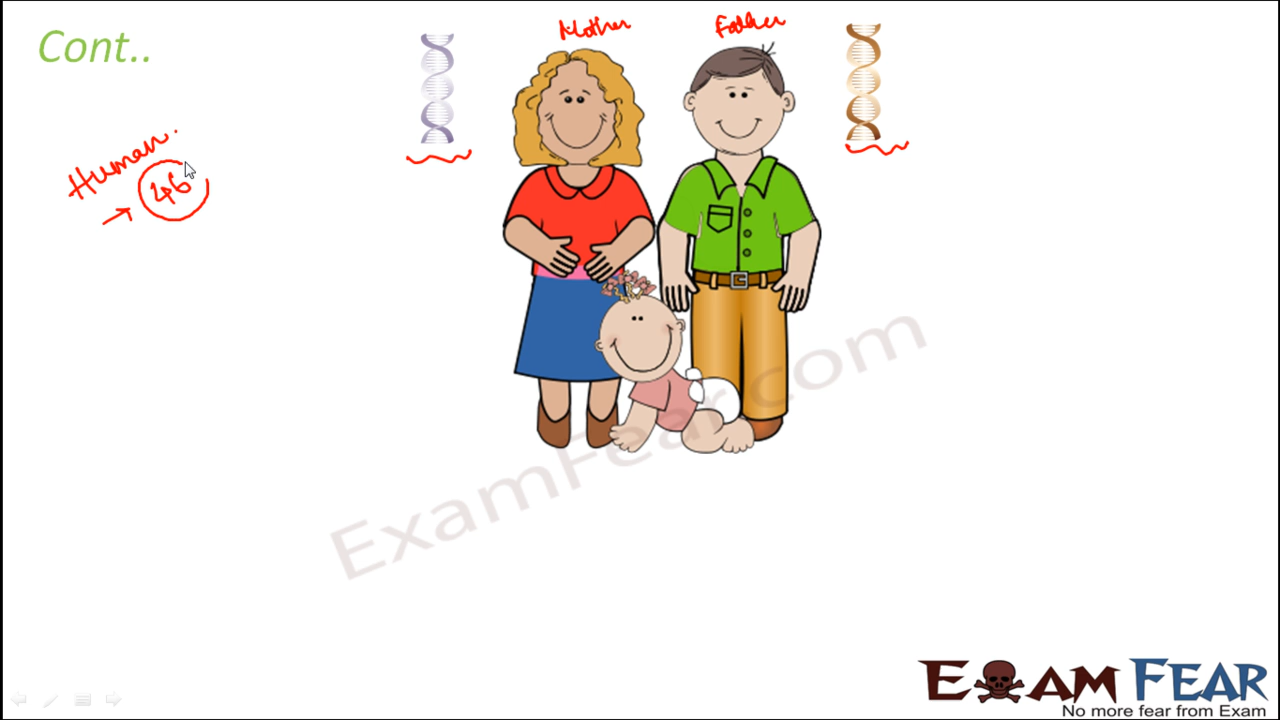 Cont..
Mother
Father
Human.
→ 46
ExamFear.com
EXAM FEAR
No more fear from Exam